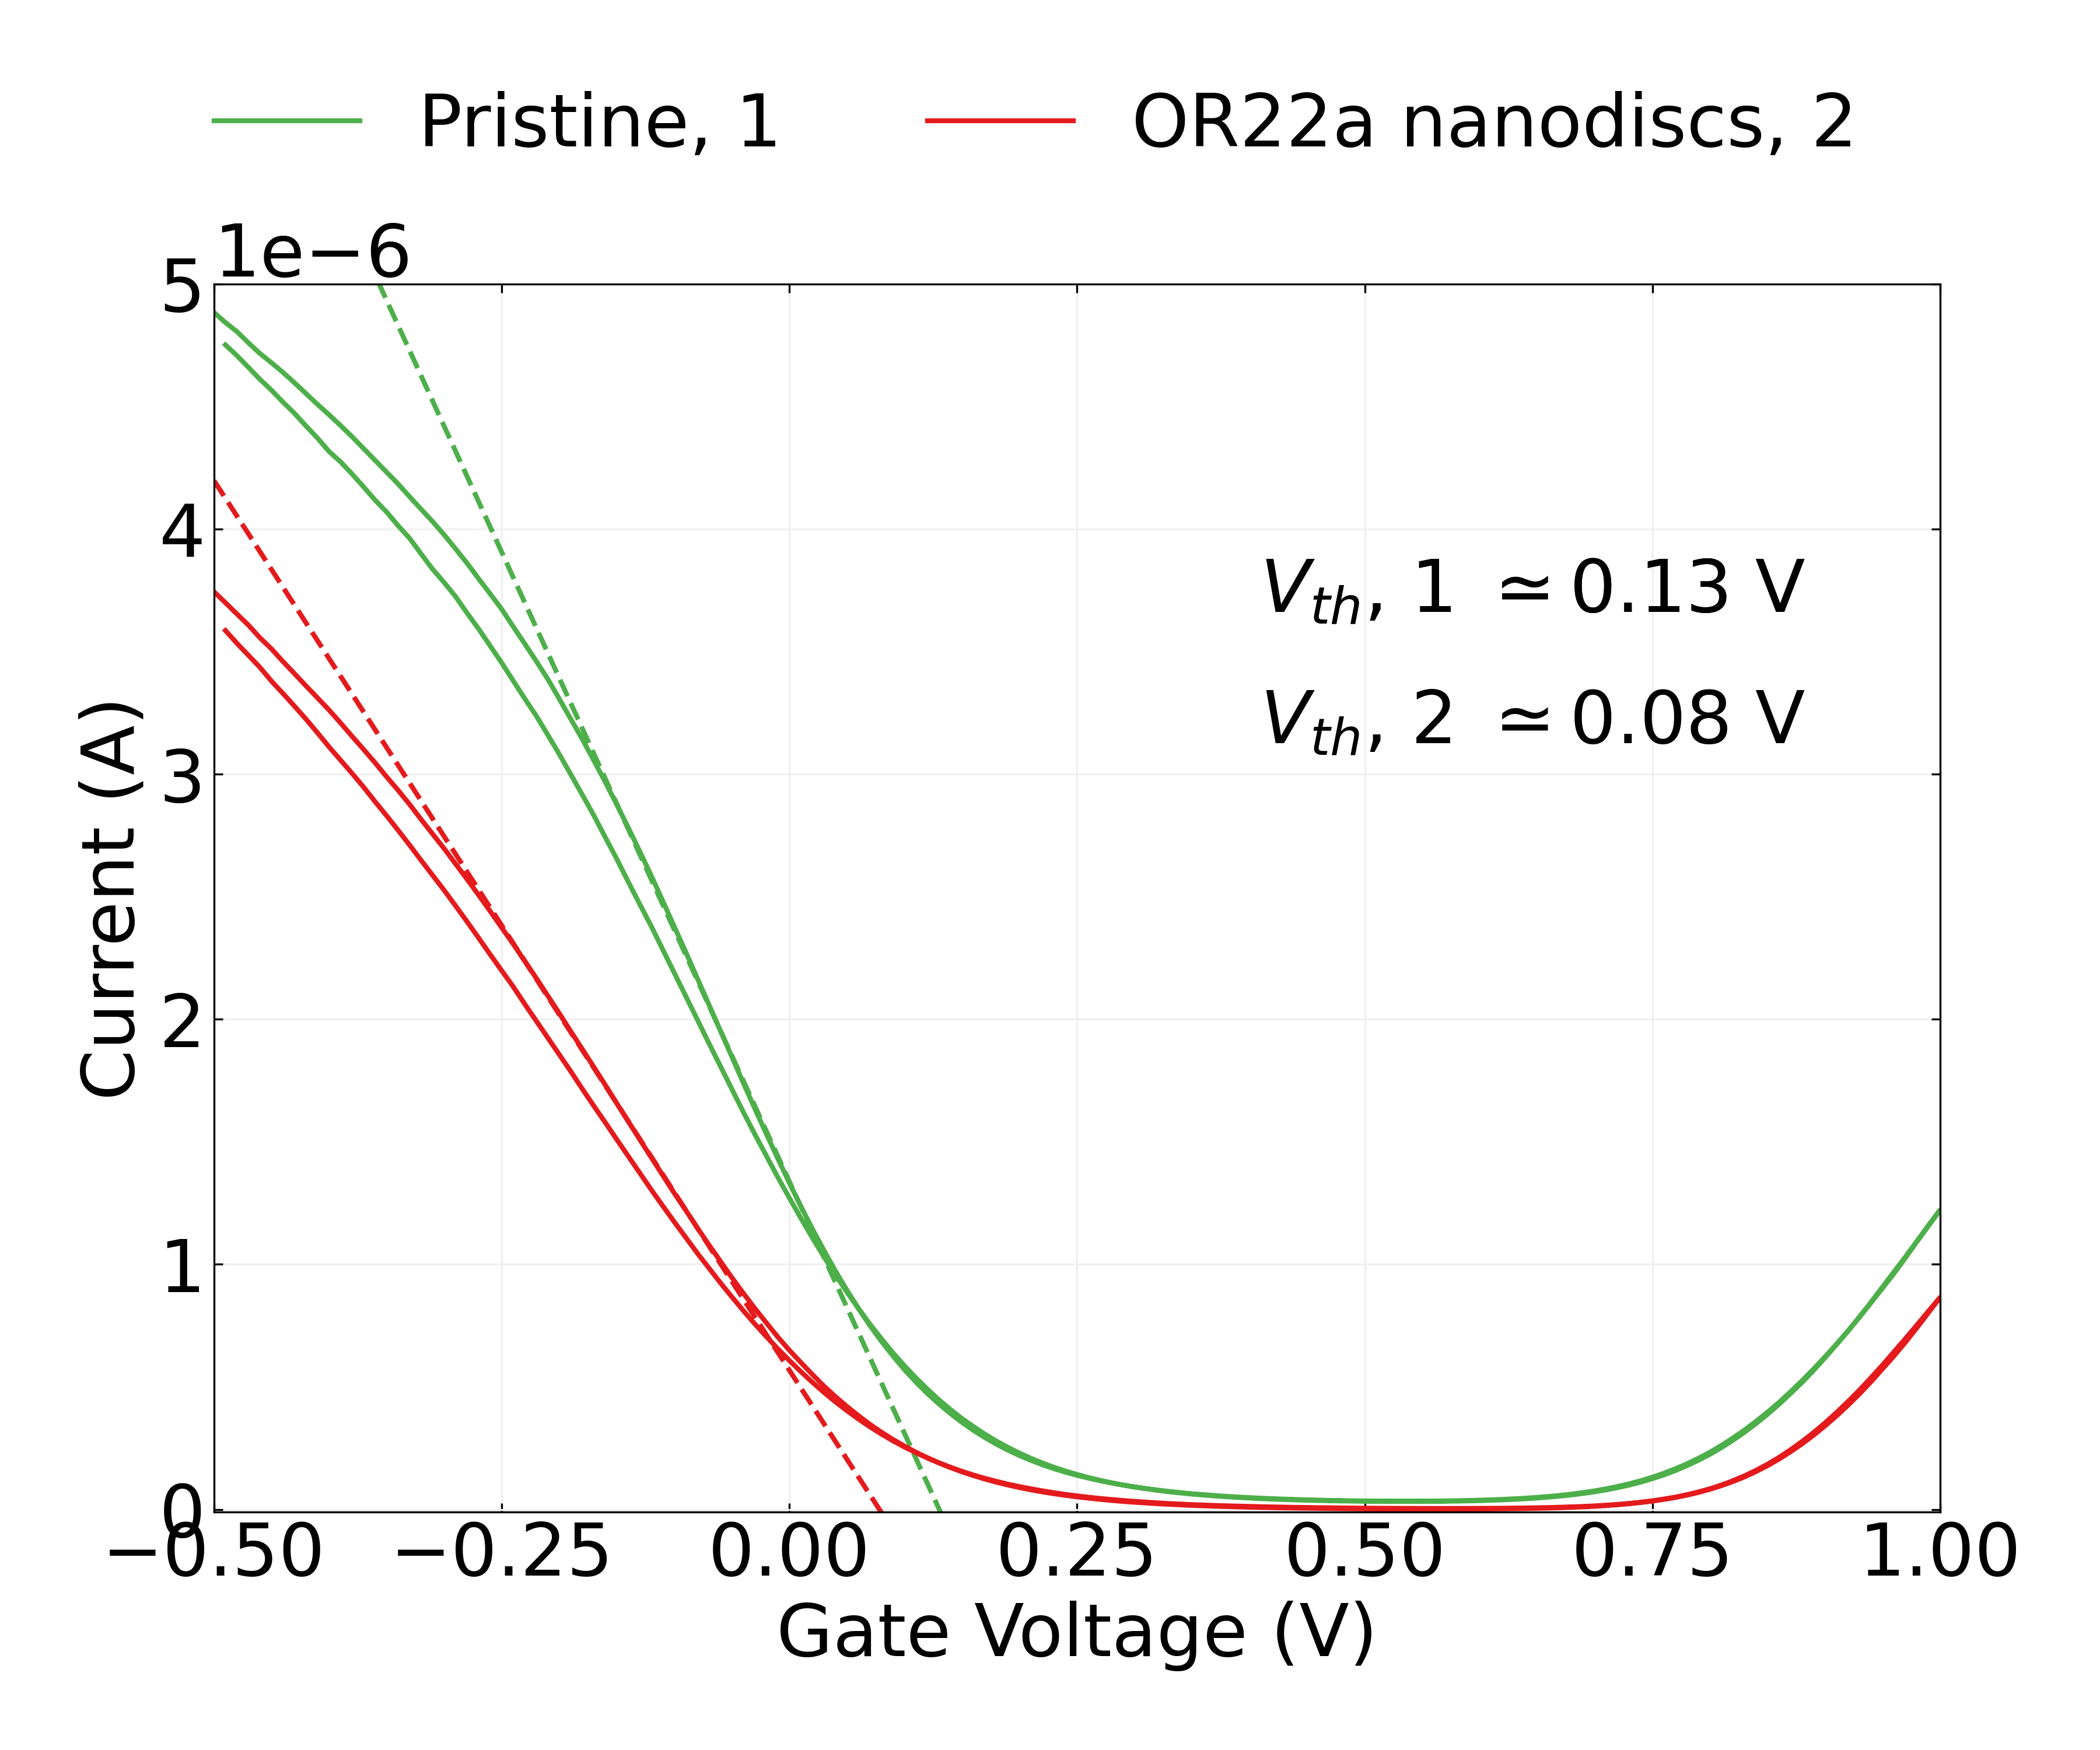 Pristine, 1
OR22a nanodiscs, 2
1e−6
5
4
3
2
1
0
Current (A)
V_th, 1 ≃0.13 V
V_th, 2 ≃0.08 V
−0.50
−0.25
0.00
0.25
0.50
0.75
1.00
Gate Voltage (V)